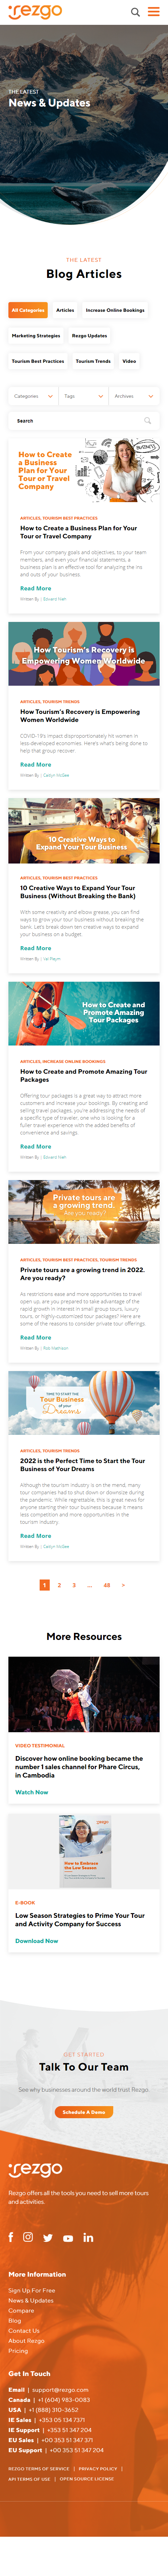 rezgo
THE LATEST
News & Updates
THE LATEST
Blog Articles
All Categories
Articles
Increase Online Bookings
Marketing Strategies
Rezgo Updates
Tourism Best Practices
Tourism Trends
Video
Categories
Tags
Archives
Search
How to Create
a Business
Plan for Your
Tour or Travel
Company
ARTICLES, TOURISM BEST PRACTICES
How to Create a Business Plan for Your
Tour or Travel Company
From your company goals and objectives, to your team
members, and even your financial statements, a
business plan is an effective tool for analyzing the ins
and outs of your business.
Read More
Written By |
How Tourism's Recovery is
Empowering Women Worldwide
ARTICLES, TOURISM TRENDS
How Tourism's Recovery is Empowering
Women Worldwide
COVID-19's impact disproportionately hit women in
less developed economies. Here's what's being done to
help that group recover.
Read More
Written By | Caitlyn McGee
10 Creative Ways to
Expand Your Tour Business
ARTICLES, TOURISM BEST PRACTICES
10 Creative Ways to Expand Your Tour
Business (Without Breaking the Bank)
With some creativity and elbow grease, you can find
ways to grow your tour business without breaking the
bank. Let's break down ten creative ways to take your
tour business on a budget.
Read More
Written By |
How to Create and
Promote Amazing
Tour Packages
ARTICLES, INCREASE ONLINE BOOKINGS
How to Create and Promote Amazing Tour
Packages
Offering tour packages is a great way to attract more
customers and increase your bookings. By creating and
selling travel packages, you're meeting the needs of
a specific type of traveler, one who is looking for a
more comprehensive experience with the added benefits of
convenience and savings.
Read More
Written By |
Private tours are
a growing trend.
Are you ready?
ARTICLES, TOURISM BEST PRACTICES, TOURISM TRENDS
Private tours are a growing trend in 2022.
Are you ready?
As restrictions ease and more opportunities to travel
open up, are you prepared to take advantage of the
rapid growth in interest in small group tours, luxury
tours, or highly-personalized tour packages? Here are
5 reasons you should consider private tour offerings.
Read More
Written By | Rob Mathison
TIME TO START THE
Tour Business
of Your
Dreams
ARTICLES, TOURISM TRENDS
2022 is the Perfect Time to Start the Tour
Business of Your Dreams
Although the tourism industry is on the mend, many
tour companies had to shut down or downsize during
the pandemic. While regrettable, this is great news for
anyone starting their tour business because it means
less competition and more opportunities in the
tourism industry.
Read More
Written By | Caitlyn McGee
1 2 3 ... 48 >
More Resources
VIDEO TESTIMONIAL
Discover how online booking became the
number 1 sales channel for Phare Circus,
in Cambodia
Watch Now
rezgo
How to Embrace
the Low Season
E-BOOK
Low Season Strategies to Prime Your Tour
and Activity Company for Success
Download Now
GET STARTED
Talk To Our Team
See why businesses around the world trust Rezgo.
Schedule A Demo
rezgo
Rezgo offers all the tools you need to sell more tours
and activities.
More Information
Sign Up For Free
News & Updates
Compare
Blog
Contact Us
About Rezgo
Pricing
Get In Touch
Email | support@rezgo.com
Canada | +1 (604) 983-0083
USA | +1 (888) 310-3652
IE Sales | +353 05 134 7371
IE Support | +353 51 347 204
EU Sales | +00 353 51 347 371
EU Support | +00 353 51 347 204
REZGO TERMS OF SERVICE | PRIVACY POLICY |
API TERMS OF USE | OPEN SOURCE LICENSE